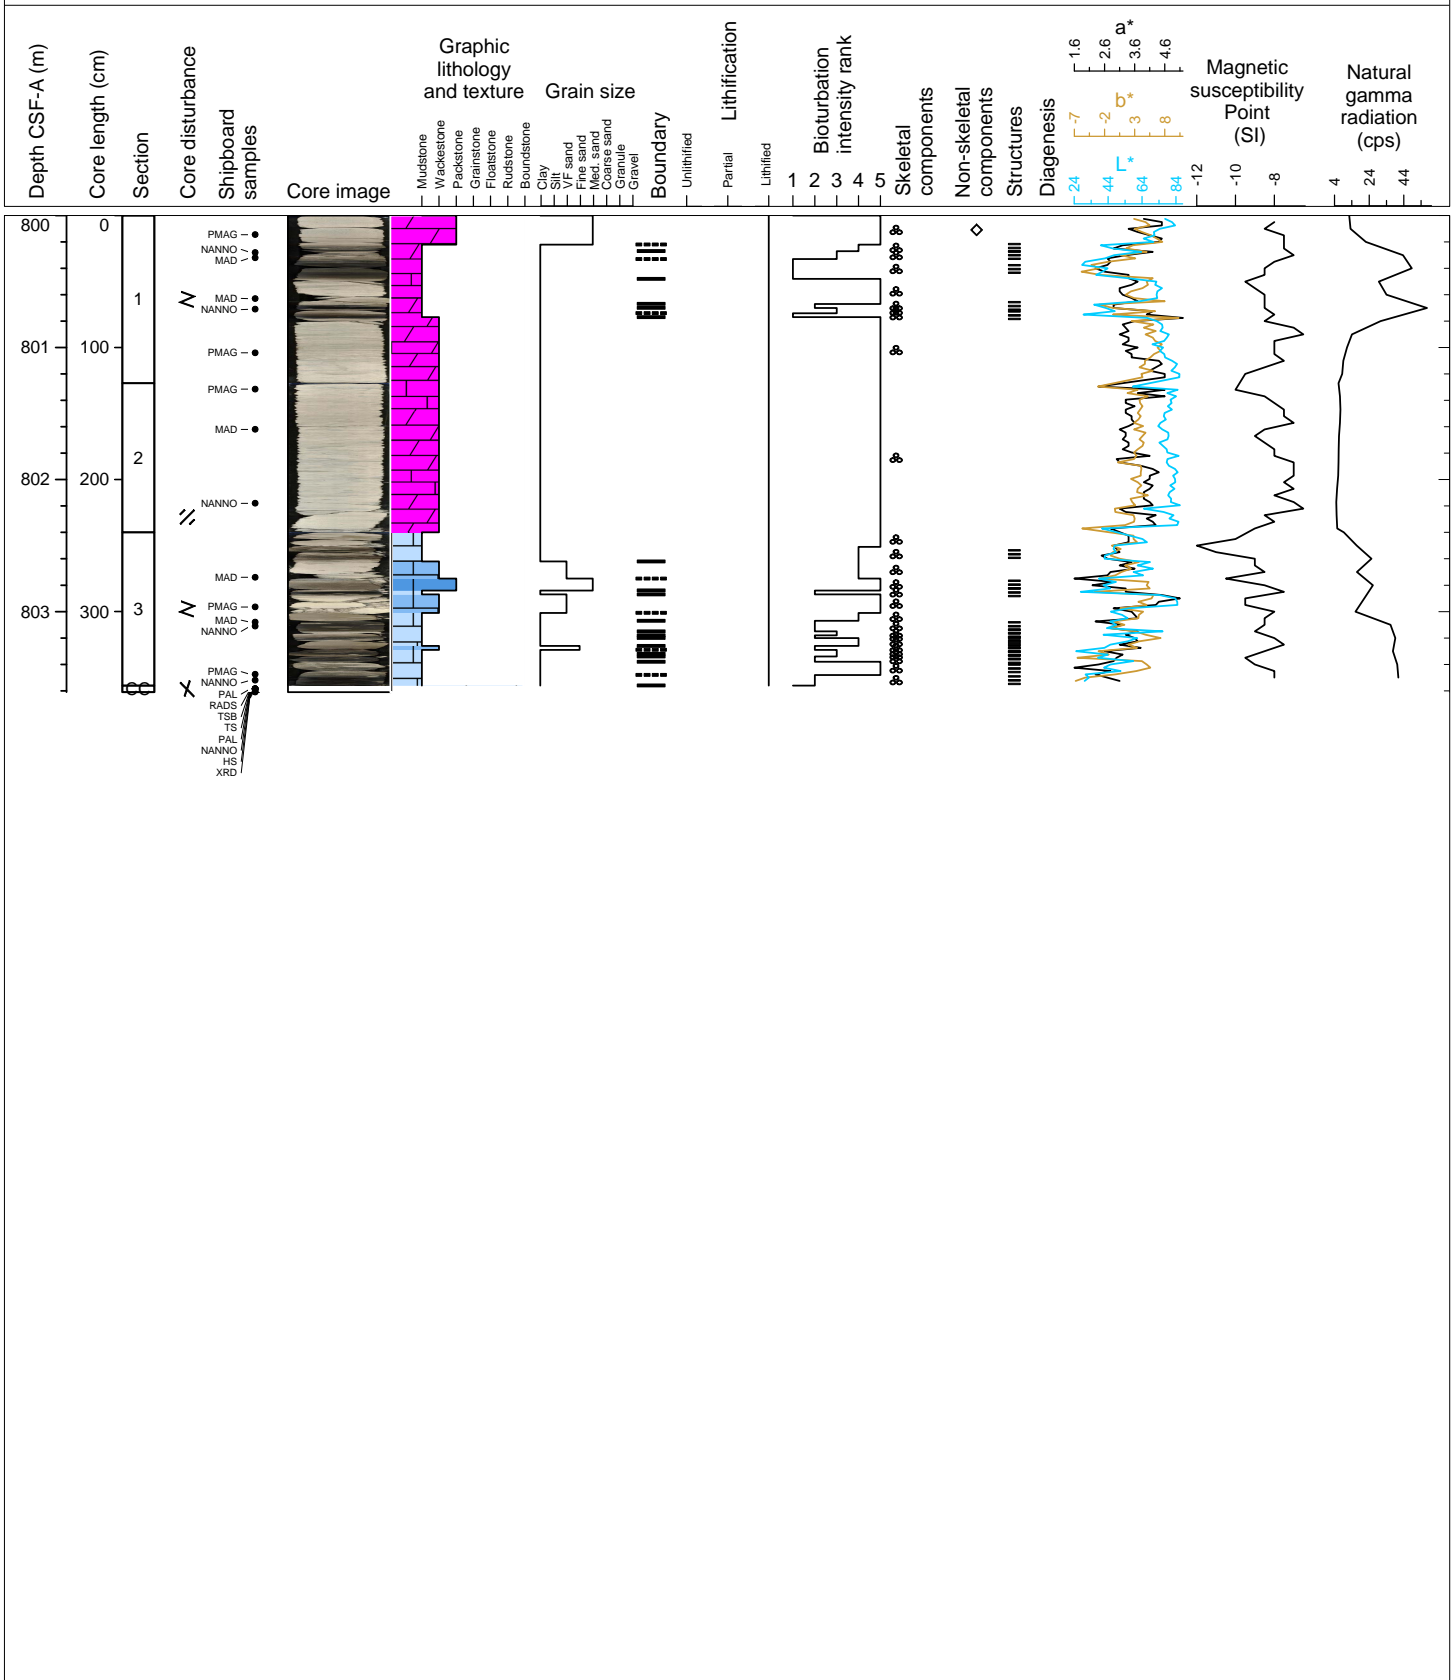 Depth CSF-A (m)
Core length (cm)
Section
Core disturbance
Shipboard
samples
Core image
Graphic
lithology
and texture
Mudstone
Wackestone
Packstone
Grainstone
Floatstone
Rudstone
Boundstone
Grain size
Clay
Silt
VF sand
Fine sand
Med. sand
Coarse sand
Granule
Gravel
Boundary
Lithification
Unlithified
Partial
Lithified
Bioturbation
intensity rank
1 2 3 4 5
Skeletal
components
Non-skeletal
components
Structures
Diagenesis
a*
1.6 2.6 3.6 4.6
b*
-7 -2 3 8
L*
24 44 64 84
Magnetic
susceptibility
Point
(SI)
-12 -10 -8
Natural
gamma
radiation
(cps)
4 24 44
800 0
PMAG
NANNO
MAD
1
MAD
NANNO
801 100
PMAG
PMAG
MAD
2
802 200
NANNO
MAD
803 300
3
PMAG
MAD
NANNO
PMAG
NANNO
CC
PAL
RADS
TSB
TS
PAL
NANNO
HS
XRD